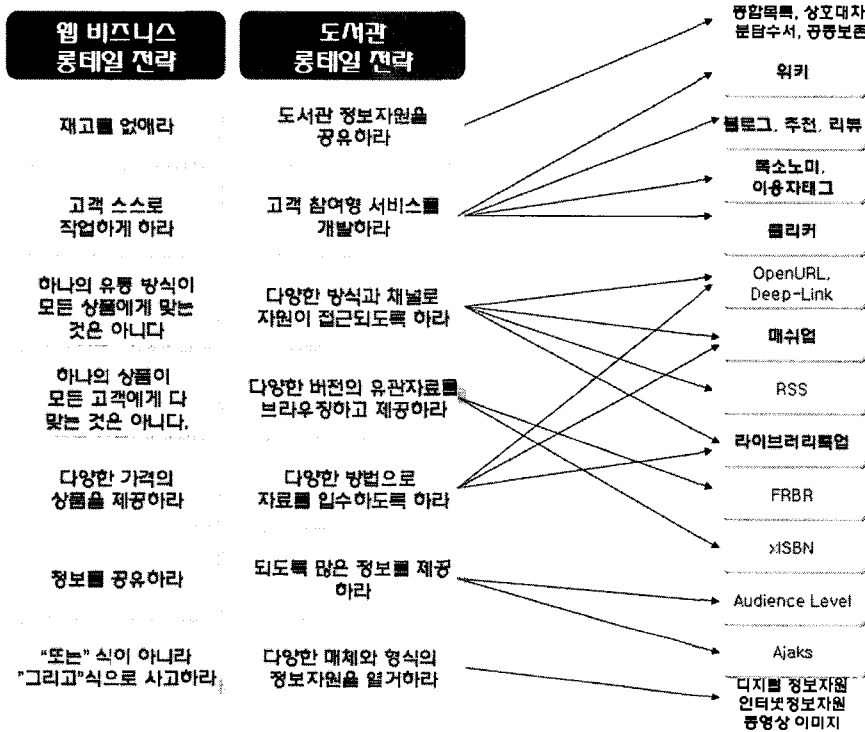 웹 비즈니스
롱테일 전략
도서관
롱테일 전략
재고를 없애라
도서관 정보자원을
공유하라
고객 스스로
작업하게 하라
고객 참여형 서비스를
개발하라
하나의 유통 방식이
모든 상품에게 맞는
것은 아니다
다양한 방식과 채널로
자원이 접근되도록 하라
하나의 상품이
모든 고객에게 다
맞는 것은 아니다.
다양한 버전의 유관자료를
브라우징하고 제공하라
다양한 가격의
상품을 제공하라
다양한 방법으로
자료를 입수하도록 하라
정보를 공유하라
되도록 많은 정보를 제공
하라
"또는" 식이 아니라
"그리고"식으로 사고하라
다양한 매체와 형식의
정보자원을 열거하라
종합목록, 상호대차
분담수서, 공동보존
위키
블로그, 추천, 리뷰
폭소노미,
이용자태그
플리커
OpenURL,
Deep-Link
매쉬업
RSS
라이브러리룩업
FRBR
xISBN
Audience Level
Ajaks
디지털 정보자원
인터넷정보자원
동영상 이미지